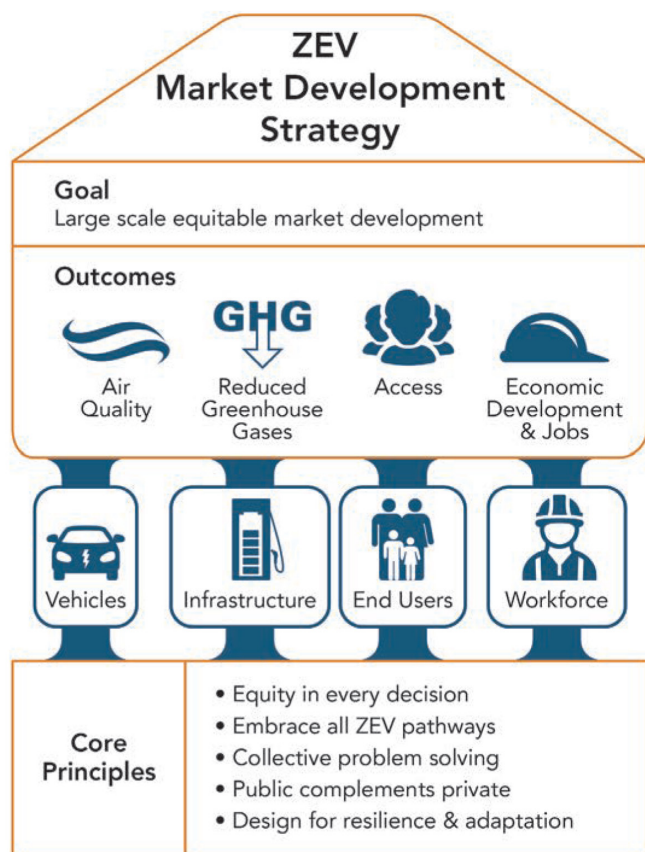 ZEV
Market Development
Strategy
Goal
Large scale equitable market development
Outcomes
GHG
Air
Quality
Reduced
Greenhouse
Gases
Access
Economic
Development
& Jobs
Vehicles
Infrastructure
End Users
Workforce
Core
Principles
• Equity in every decision
• Embrace all ZEV pathways
• Collective problem solving
• Public complements private
• Design for resilience & adaptation